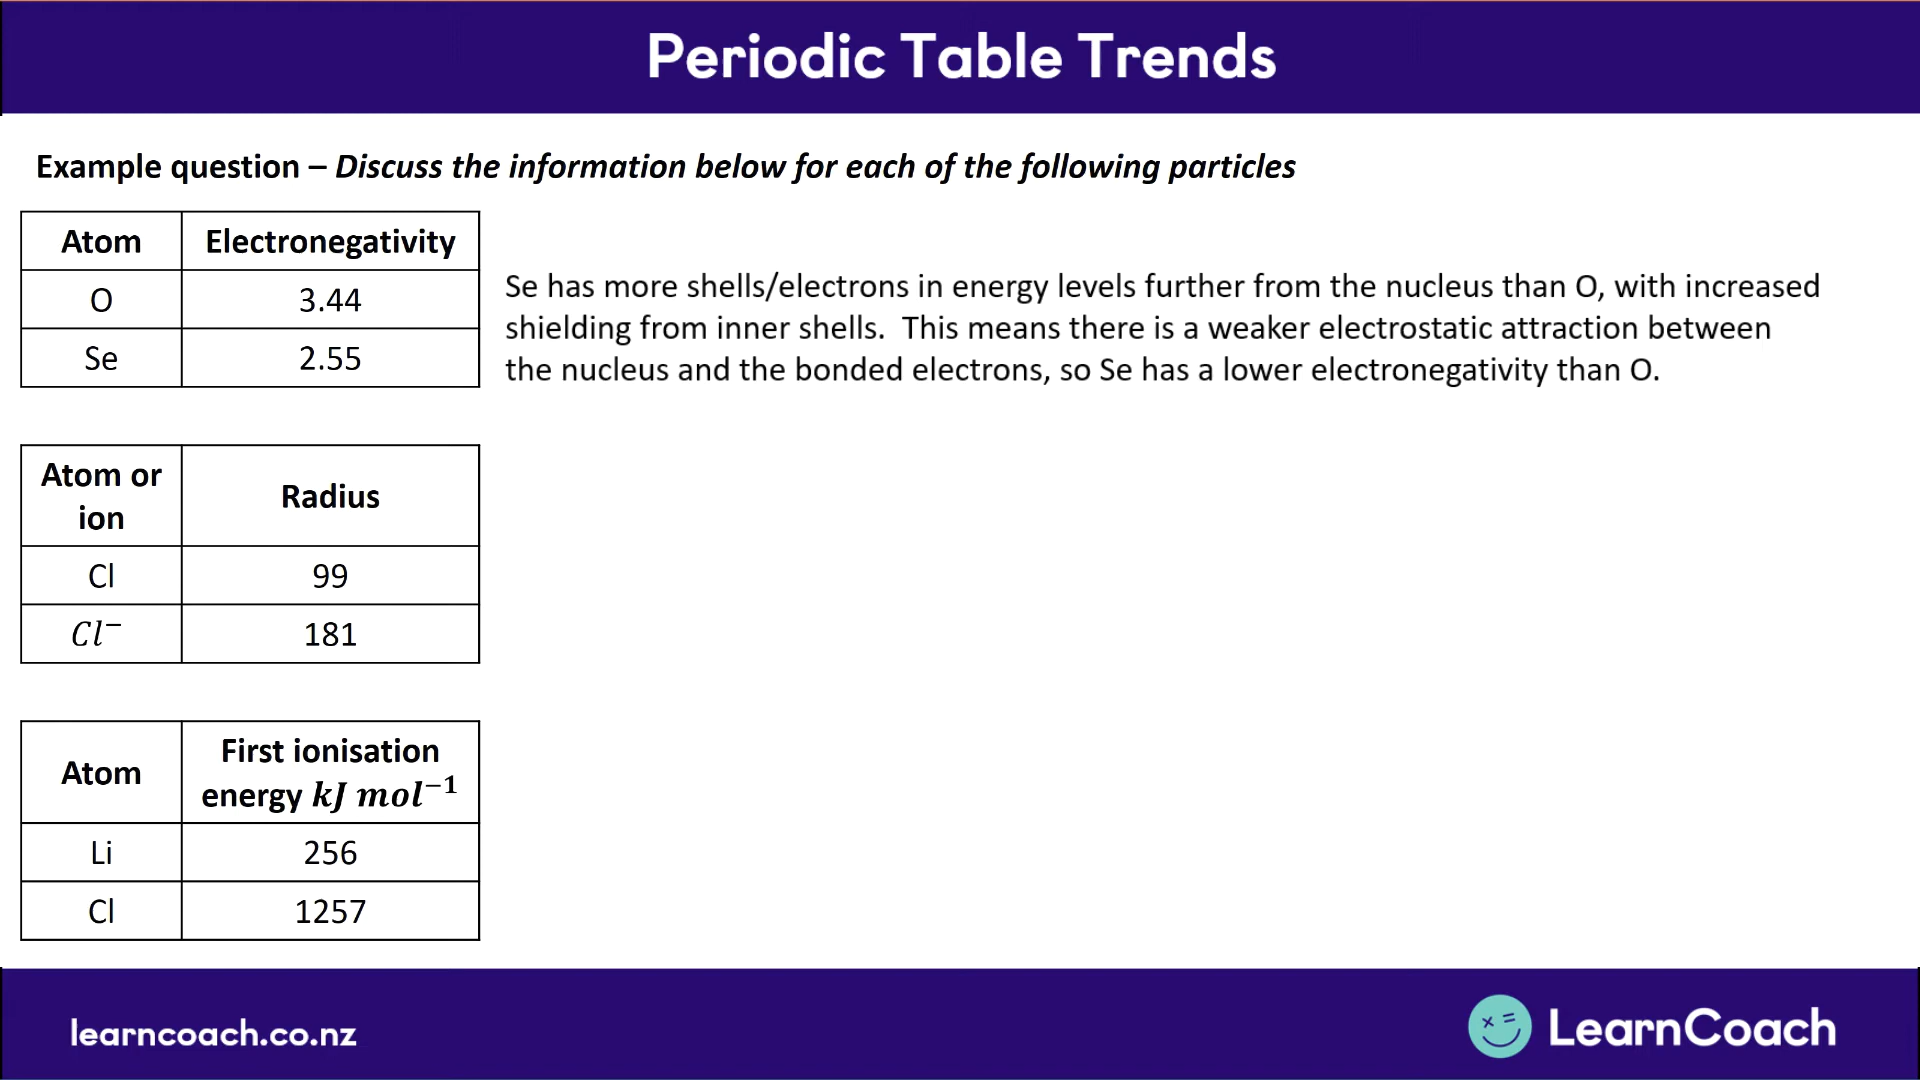 Periodic Table Trends
Example question – Discuss the information below for each of the following particles
Atom Electronegativity
O 3.44
Se 2.55
Se has more shells/electrons in energy levels further from the nucleus than O, with increased
shielding from inner shells. This means there is a weaker electrostatic attraction between
the nucleus and the bonded electrons, so Se has a lower electronegativity than O.
Atom or
ion
Radius
Cl 99
Cl⁻ 181
Atom
First ionisation
energy kJ mol⁻¹
Li 256
Cl 1257
learncoach.co.nz
LearnCoach